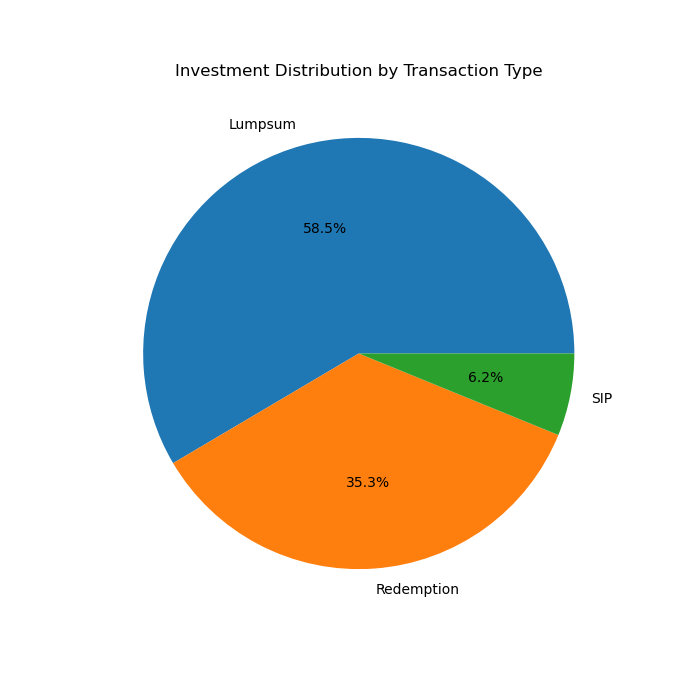 Investment Distribution by Transaction Type
Lumpsum
58.5%
6.2%
SIP
35.3%
Redemption